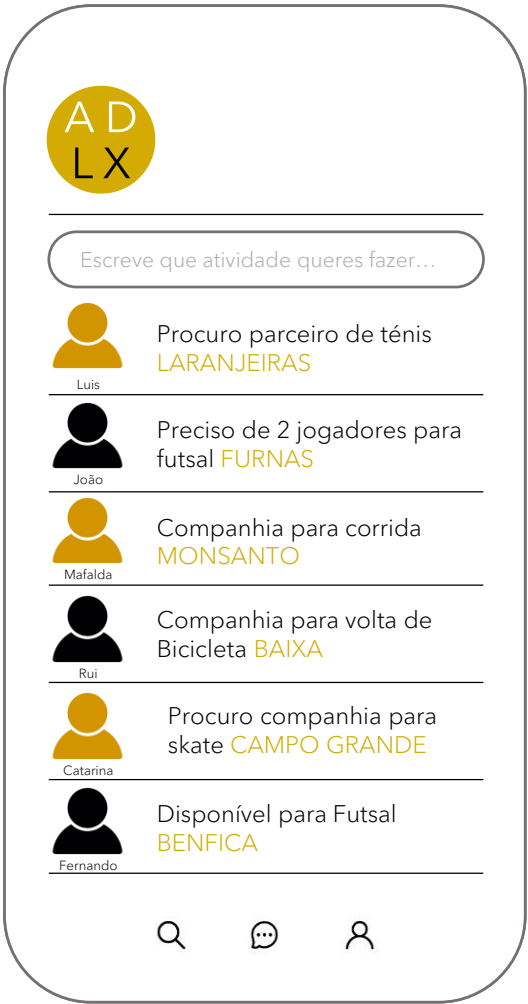 A D
L X
Escreve que atividade queres fazer…
Procuro parceiro de ténis
LARANJEIRAS
Luis
Preciso de 2 jogadores para
futsal FURNAS
João
Companhia para corrida
MONSANTO
Mafalda
Companhia para volta de
Bicicleta BAIXA
Rui
Procuro companhia para
skate CAMPO GRANDE
Catarina
Disponível para Futsal
BENFICA
Fernando